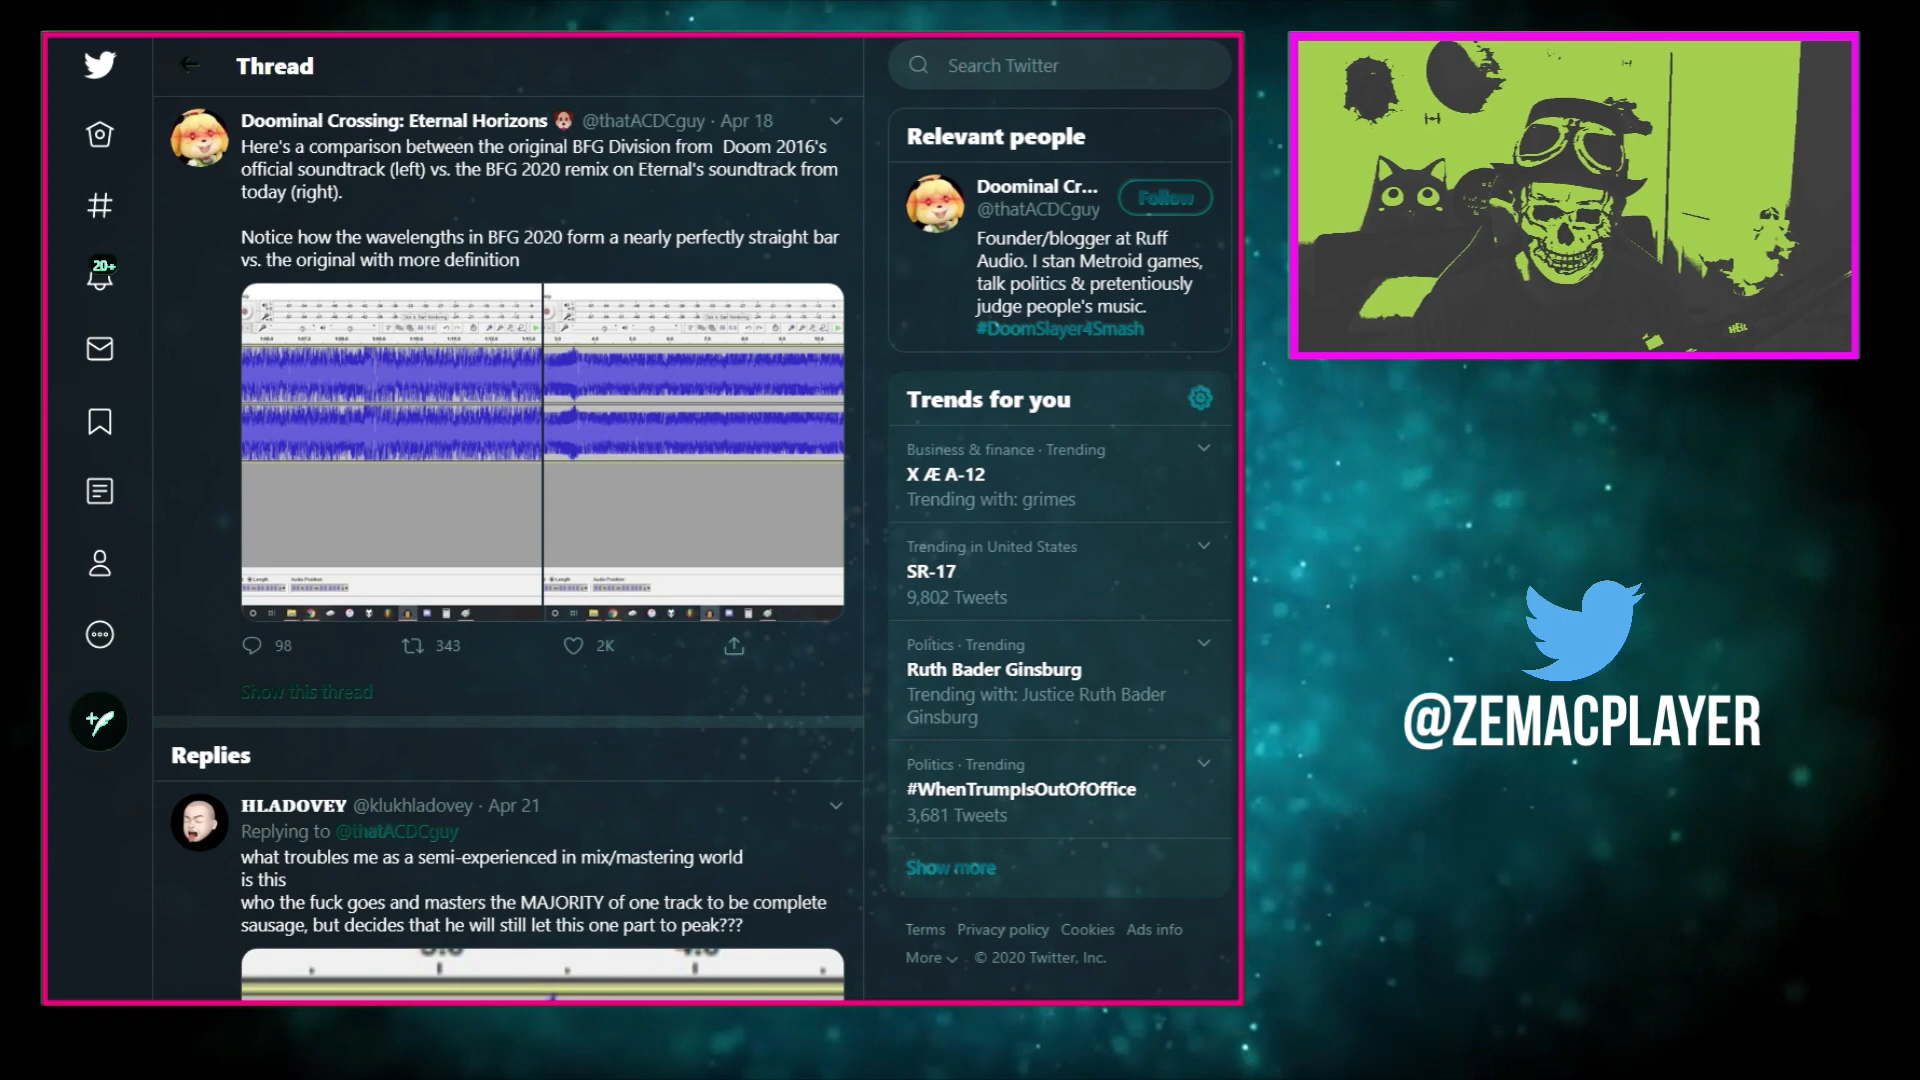 Thread
Doominal Crossing: Eternal Horizons @thatACDCguy · Apr 18
Here's a comparison between the original BFG Division from Doom 2016's
official soundtrack (left) vs. the BFG 2020 remix on Eternal's soundtrack from
today (right).
Notice how the wavelengths in BFG 2020 form a nearly perfectly straight bar
vs. the original with more definition
98
343
2K
Show this thread
Replies
HLADOVEY @klukhladovey · Apr 21
Replying to @thatACDCguy
what troubles me as a semi-experienced in mix/mastering world
is this
who the fuck goes and masters the MAJORITY of one track to be complete
sausage, but decides that he will still let this one part to peak???
20+
Search Twitter
Relevant people
Doominal Cr...
@thatACDCguy
Follow
Founder/blogger at Ruff
Audio. I stan Metroid games,
talk politics & pretentiously
judge people's music.
#DoomSlayer4Smash
Trends for you
Business & finance · Trending
X Æ A-12
Trending with: grimes
Trending in United States
SR-17
9,802 Tweets
Politics · Trending
Ruth Bader Ginsburg
Trending with: Justice Ruth Bader
Ginsburg
Politics · Trending
#WhenTrumpIsOutOfOffice
3,681 Tweets
Show more
Terms Privacy policy Cookies Ads info
More © 2020 Twitter, Inc.
@ZEMACPLAYER